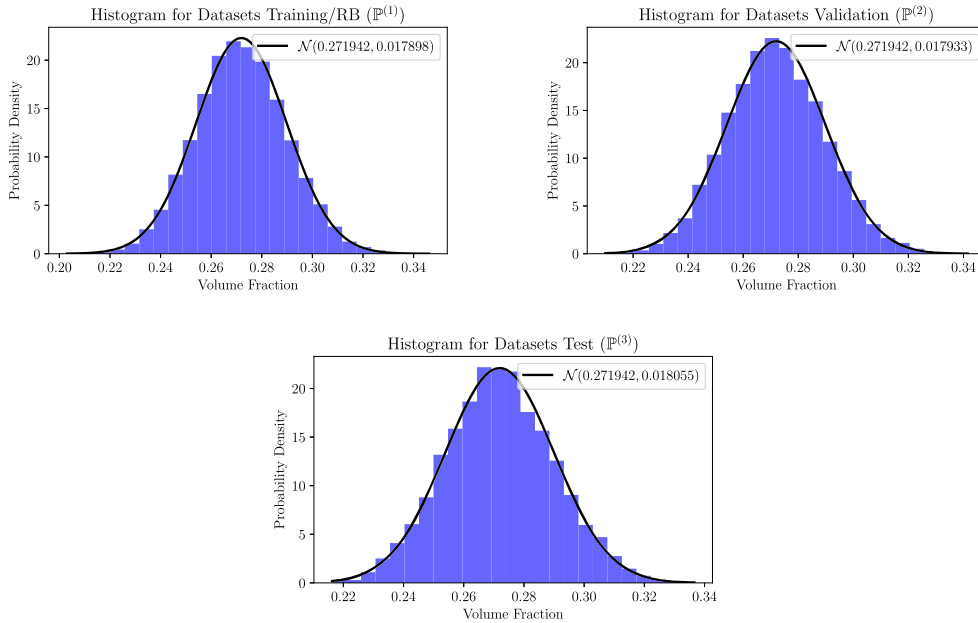 Histogram for Datasets Training/RB (ℙ⁽¹⁾)
𝒩(0.271942, 0.017898)
Probability Density
20
15
10
5
0
0.20 0.22 0.24 0.26 0.28 0.30 0.32 0.34
Volume Fraction
Histogram for Datasets Validation (ℙ⁽²⁾)
𝒩(0.271942, 0.017933)
Probability Density
20
15
10
5
0
0.22 0.24 0.26 0.28 0.30 0.32 0.34
Volume Fraction
Histogram for Datasets Test (ℙ⁽³⁾)
𝒩(0.271942, 0.018055)
Probability Density
20
15
10
5
0
0.22 0.24 0.26 0.28 0.30 0.32 0.34
Volume Fraction